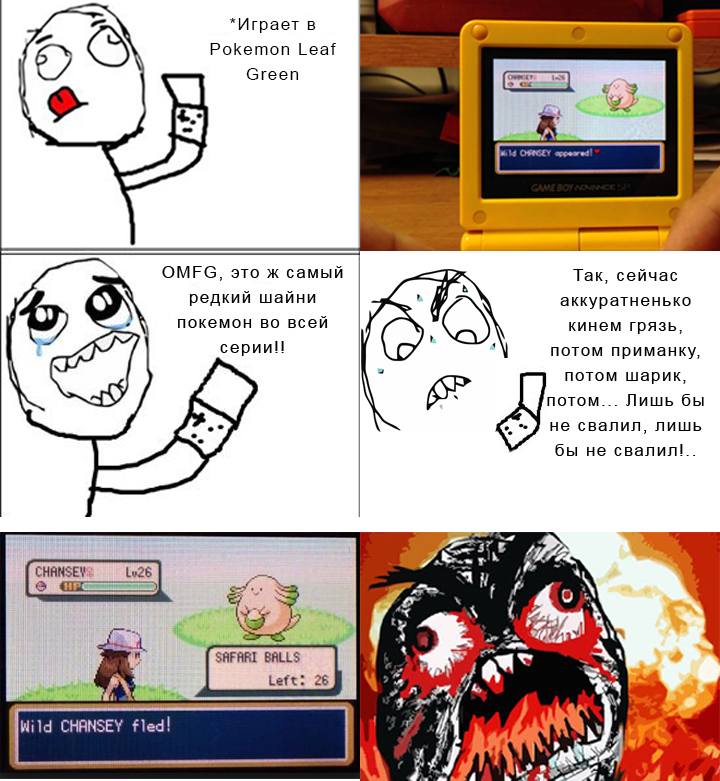 *Играет в
Pokemon Leaf
Green
CHANSEY♀ Lv26
HP
Wild CHANSEY appeared!
GAME BOY ADVANCE SP
OMFG, это ж самый
редкий шайни
покемон во всей
серии!!
Так, сейчас
аккуратненько
кинем грязь,
потом приманку,
потом шарик,
потом... Лишь бы
не свалил, лишь
бы не свалил!..
CHANSEY♀ Lv26
HP
SAFARI BALLS
Left: 26
Wild CHANSEY fled!